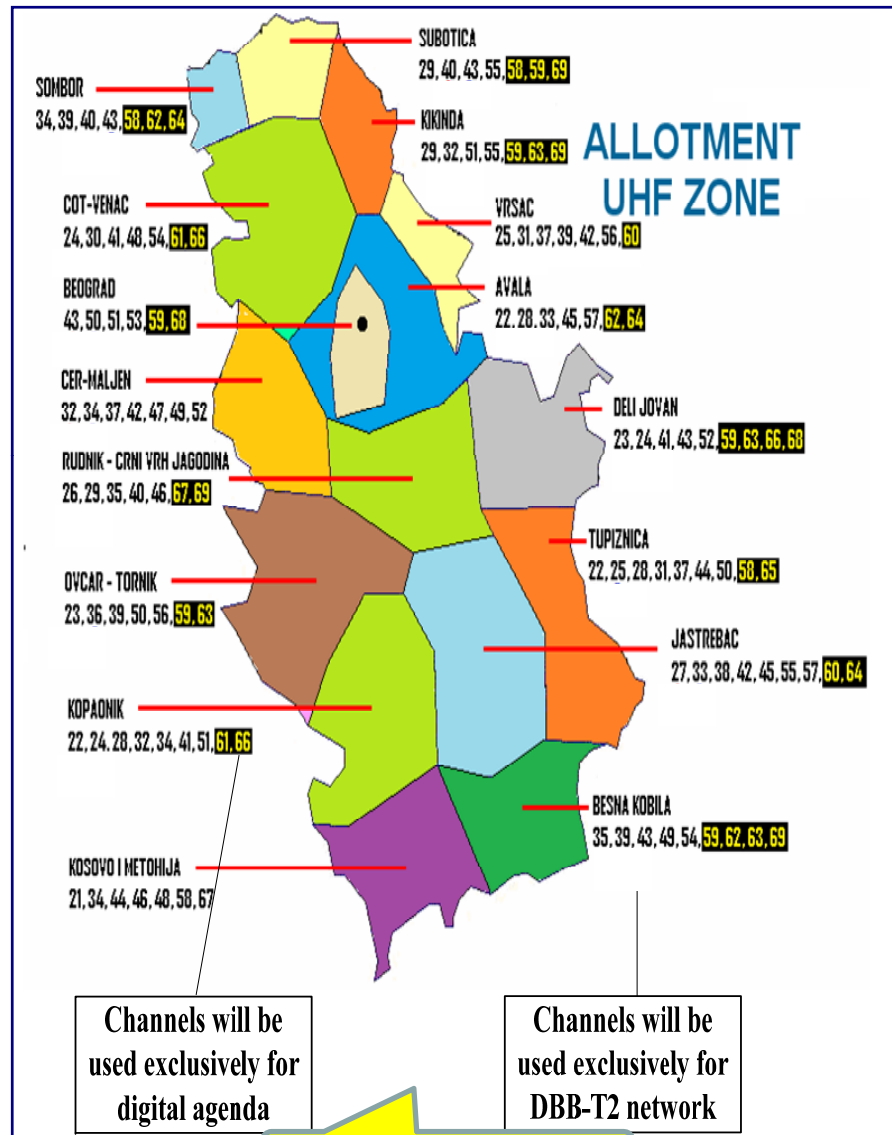 SUBOTICA
29, 40, 43, 55, 58, 59, 69
SOMBOR
34, 39, 40, 43, 58, 62, 64
KIKINDA
29, 32, 51, 55, 59, 63, 69
ALLOTMENT
UHF ZONE
COT-VENAC
24, 30, 41, 48, 54, 61, 66
VRSAC
25, 31, 37, 39, 42, 56, 60
BEOGRAD
43, 50, 51, 53, 59, 68
AVALA
22. 28. 33, 45, 57, 62, 64
CER-MALJEN
32, 34, 37, 42, 47, 49, 52
DELI JOVAN
23, 24, 41, 43, 52, 59, 63, 66, 68
RUDNIK - CRNI VRH JAGODINA
26, 29, 35, 40, 46, 67, 69
TUPIZNICA
22, 25, 28, 31, 37, 44, 50, 58, 65
OVCAR - TORNIK
23, 36, 39, 50, 56, 59, 63
JASTREBAC
27, 33, 38, 42, 45, 55, 57, 60, 64
KOPAONIK
22, 24. 28, 32, 34, 41, 51, 61, 66
BESNA KOBILA
35, 39, 43, 49, 54, 59, 62, 63, 69
KOSOVO I METOHIJA
21, 34, 44, 46, 48, 58, 67
Channels will be
used exclusively for
digital agenda
Channels will be
used exclusively for
DBB-T2 network